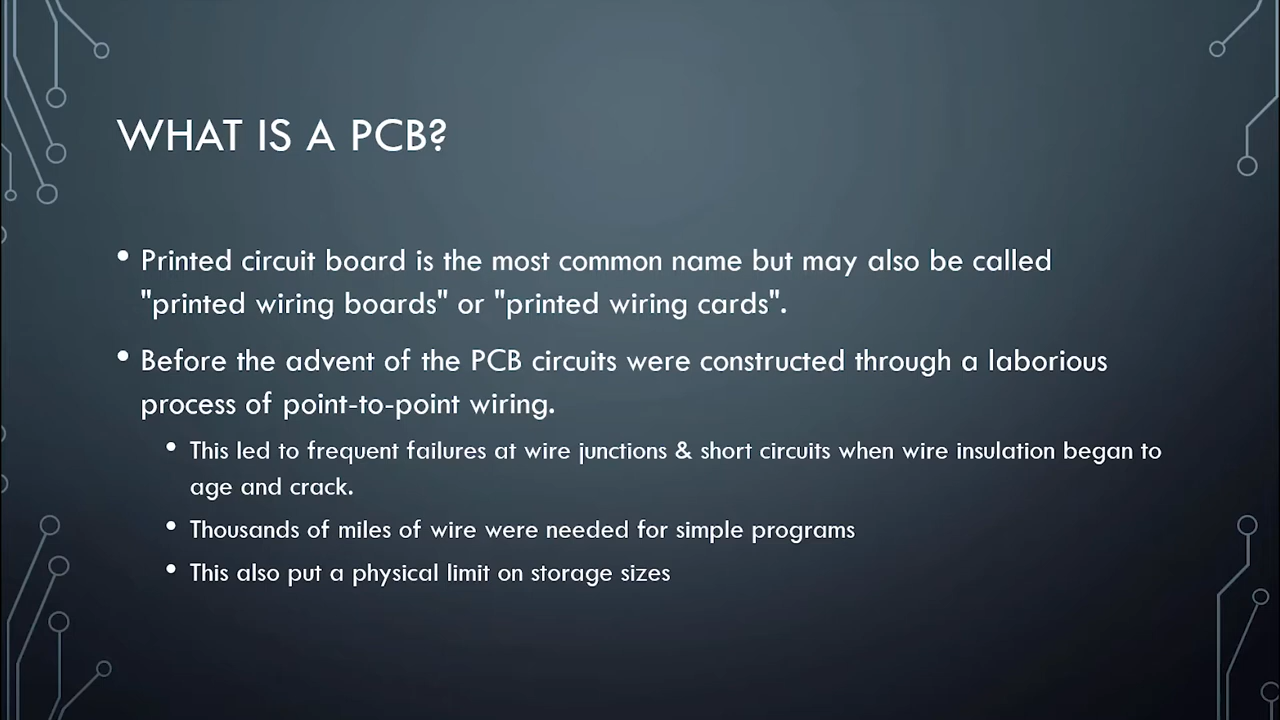 WHAT IS A PCB?
• Printed circuit board is the most common name but may also be called
"printed wiring boards" or "printed wiring cards".
• Before the advent of the PCB circuits were constructed through a laborious
process of point-to-point wiring.
• This led to frequent failures at wire junctions & short circuits when wire insulation began to
age and crack.
• Thousands of miles of wire were needed for simple programs
• This also put a physical limit on storage sizes